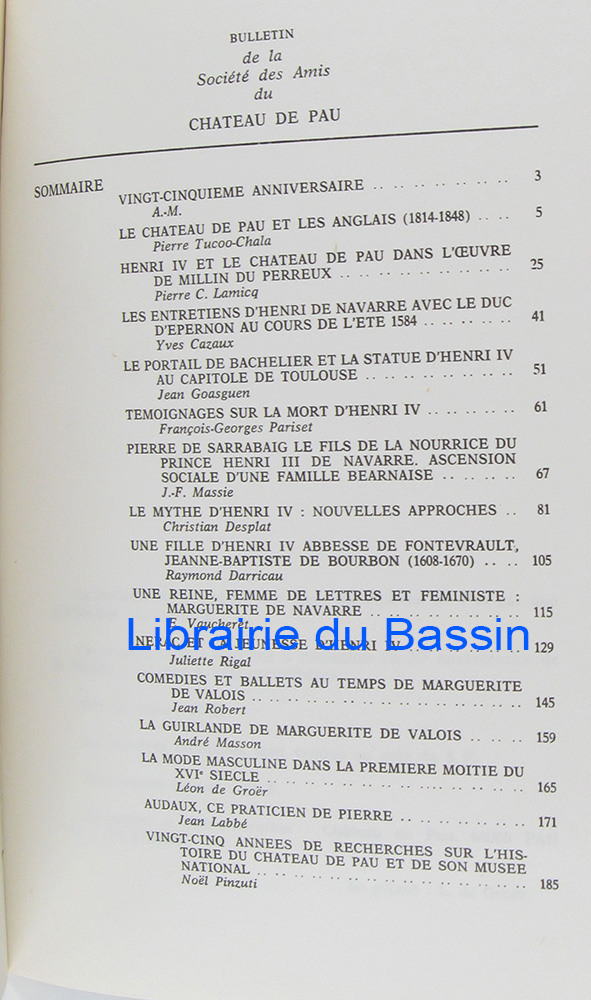 BULLETIN
de la
Société des Amis
du
CHATEAU DE PAU
SOMMAIRE
VINGT-CINQUIEME ANNIVERSAIRE .. .. .. .. .. .. .. 3
A.-M.
LE CHATEAU DE PAU ET LES ANGLAIS (1814-1848) .. .. 5
Pierre Tucoo-Chala
HENRI IV ET LE CHATEAU DE PAU DANS L'ŒUVRE
DE MILLIN DU PERREUX .. .. .. .. .. .. .. .. .. 25
Pierre C. Lamicq
LES ENTRETIENS D'HENRI DE NAVARRE AVEC LE DUC
D'EPERNON AU COURS DE L'ETE 1584 .. .. .. .. .. 41
Yves Cazaux
LE PORTAIL DE BACHELIER ET LA STATUE D'HENRI IV
AU CAPITOLE DE TOULOUSE .. .. .. .. .. .. .. .. 51
Jean Goasguen
TEMOIGNAGES SUR LA MORT D'HENRI IV .. .. .. .. .. 61
François-Georges Pariset
PIERRE DE SARRABAIG LE FILS DE LA NOURRICE DU
PRINCE HENRI III DE NAVARRE. ASCENSION
SOCIALE D'UNE FAMILLE BEARNAISE .. .. .. .. 67
J.-F. Massie
LE MYTHE D'HENRI IV : NOUVELLES APPROCHES .. 81
Christian Desplat
UNE FILLE D'HENRI IV ABBESSE DE FONTEVRAULT,
JEANNE-BAPTISTE DE BOURBON (1608-1670) .. .. 105
Raymond Darricau
UNE REINE, FEMME DE LETTRES ET FEMINISTE :
MARGUERITE DE NAVARRE .. .. .. .. .. .. .. .. 115
E. Vaucheret
Librairie du Bassin
NERAC ET LA JEUNESSE D'HENRI IV .. .. .. .. .. .. 129
Juliette Rigal
COMEDIES ET BALLETS AU TEMPS DE MARGUERITE
DE VALOIS .. .. .. .. .. .. .. .. .. .. .. .. .. .. 145
Jean Robert
LA GUIRLANDE DE MARGUERITE DE VALOIS .. .. .. 159
André Masson
LA MODE MASCULINE DANS LA PREMIERE MOITIE DU
XVIe SIECLE .. .. .. .. .. .. .. .. .. .. .. .. .. 165
Léon de Groër
AUDAUX, CE PRATICIEN DE PIERRE .. .. .. .. .. .. .. 171
Jean Labbé
VINGT-CINQ ANNEES DE RECHERCHES SUR L'HIS-
TOIRE DU CHATEAU DE PAU ET DE SON MUSEE
NATIONAL .. .. .. .. .. .. .. .. .. .. .. .. .. .. 185
Noël Pinzuti